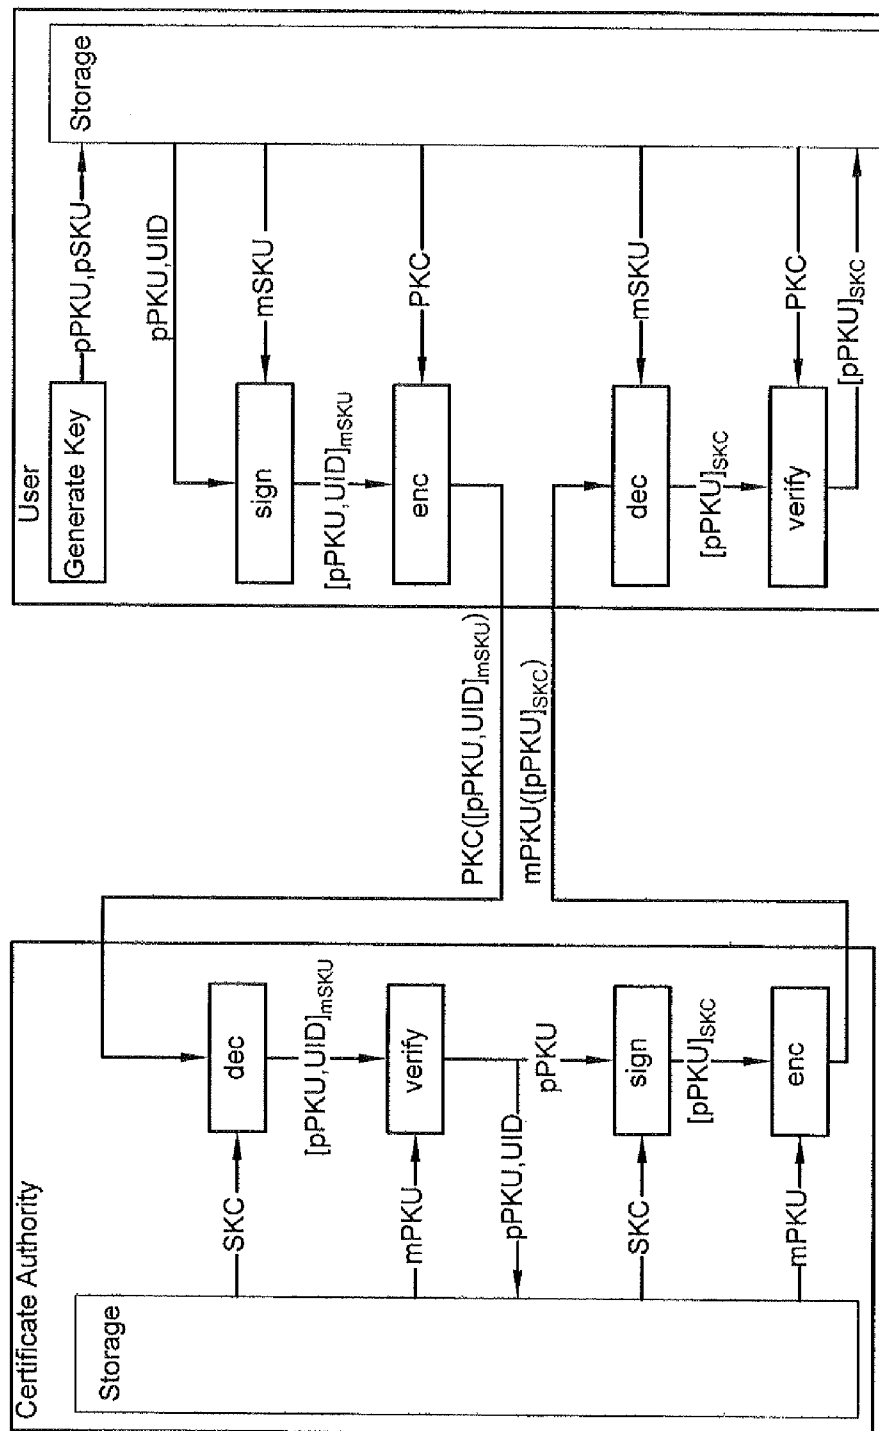 Certificate Authority
Storage
SKC
dec
[pPKU,UID]mSKU
mPKU
verify
pPKU,UID
pPKU
SKC
sign
[pPKU]SKC
mPKU
enc
PKC([pPKU,UID]mSKU)
mPKU([pPKU]SKC)
User
Generate Key
pPKU,pSKU
Storage
pPKU,UID
sign
mSKU
[pPKU,UID]mSKU
enc
PKC
dec
mSKU
[pPKU]SKC
verify
PKC
[pPKU]SKC